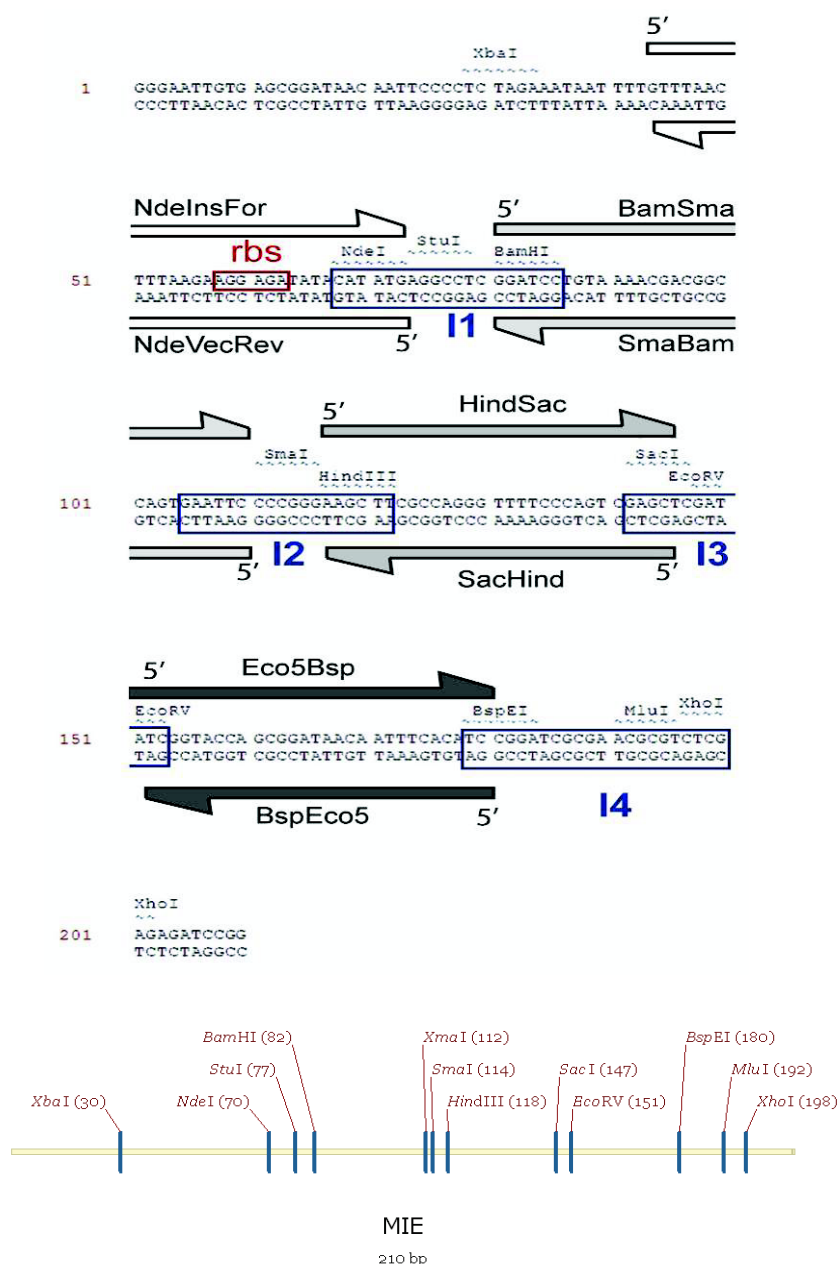 5′
XbaI
1 GGGAATTGTG AGCGGATAAC AATTCCCCTC TAGAAATAAT TTTGTTTAAC
CCCTTAACAC TCGCCTATTG TTAAGGGGAG ATCTTTATTA AAACAAATTG
NdeInsFor 5′ BamSma
rbs NdeI StuI BamHI
51 TTTAAGAAGG AGATATACAT ATGAGGCCTC GGATCCTGTA AAACGACGGC
AAATTCTTCC TCTATATGTA TACTCCGGAG CCTAGGACAT TTTGCTGCCG
NdeVecRev 5′ I1 SmaBam
5′ HindSac
SmaI SacI
HindIII EcoRV
101 CAGTGAATTC CCCGGGAAGC TTCGCCAGGG TTTTCCCAGT CGAGCTCGAT
GTCACTTAAG GGGCCCTTCG AAGCGGTCCC AAAAGGGTCA GCTCGAGCTA
5′ I2 SacHind 5′ I3
5′ Eco5Bsp
EcoRV BspEI MluI XhoI
151 ATCGGTACCA GCGGATAACA ATTTCACATC CGGATCGCGA ACGCGTCTCG
TAGCCATGGT CGCCTATTGT TAAAGTGTAG GCCTAGCGCT TGCGCAGAGC
BspEco5 5′ I4
XhoI
201 AGAGATCCGG
TCTCTAGGCC
BamHI (82) XmaI (112) BspEI (180)
StuI (77) SmaI (114) SacI (147) MluI (192)
XbaI (30) NdeI (70) HindIII (118) EcoRV (151) XhoI (198)
MIE
210 bp